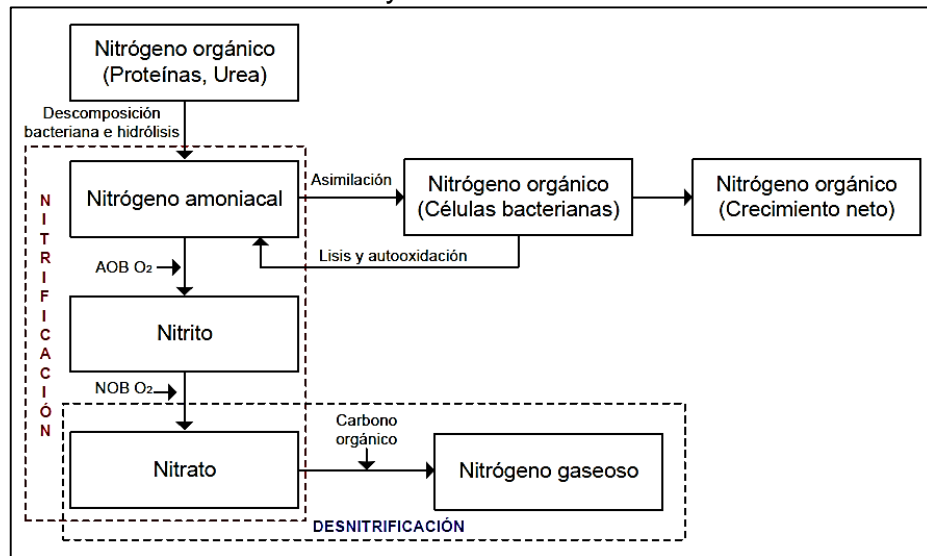 y
Nitrógeno orgánico
(Proteínas, Urea)
Descomposición
bacteriana e hidrólisis
NITRIFICACIÓN
Nitrógeno amoniacal
Asimilación
Nitrógeno orgánico
(Células bacterianas)
Nitrógeno orgánico
(Crecimiento neto)
Lisis y autooxidación
AOB O₂
Nitrito
NOB O₂
Nitrato
Carbono
orgánico
Nitrógeno gaseoso
DESNITRIFICACIÓN